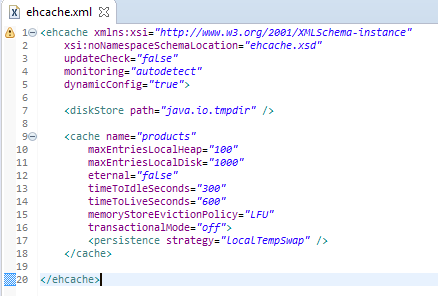 ehcache.xml
1 <ehcache xmlns:xsi="http://www.w3.org/2001/XMLSchema-instance"
2 xsi:noNamespaceSchemaLocation="ehcache.xsd"
3 updateCheck="false"
4 monitoring="autodetect"
5 dynamicConfig="true">
6
7 <diskStore path="java.io.tmpdir" />
8
9 <cache name="products"
10 maxEntriesLocalHeap="100"
11 maxEntriesLocalDisk="1000"
12 eternal="false"
13 timeToIdleSeconds="300"
14 timeToLiveSeconds="600"
15 memoryStoreEvictionPolicy="LFU"
16 transactionalMode="off">
17 <persistence strategy="localTempSwap" />
18 </cache>
19
20 </ehcache>